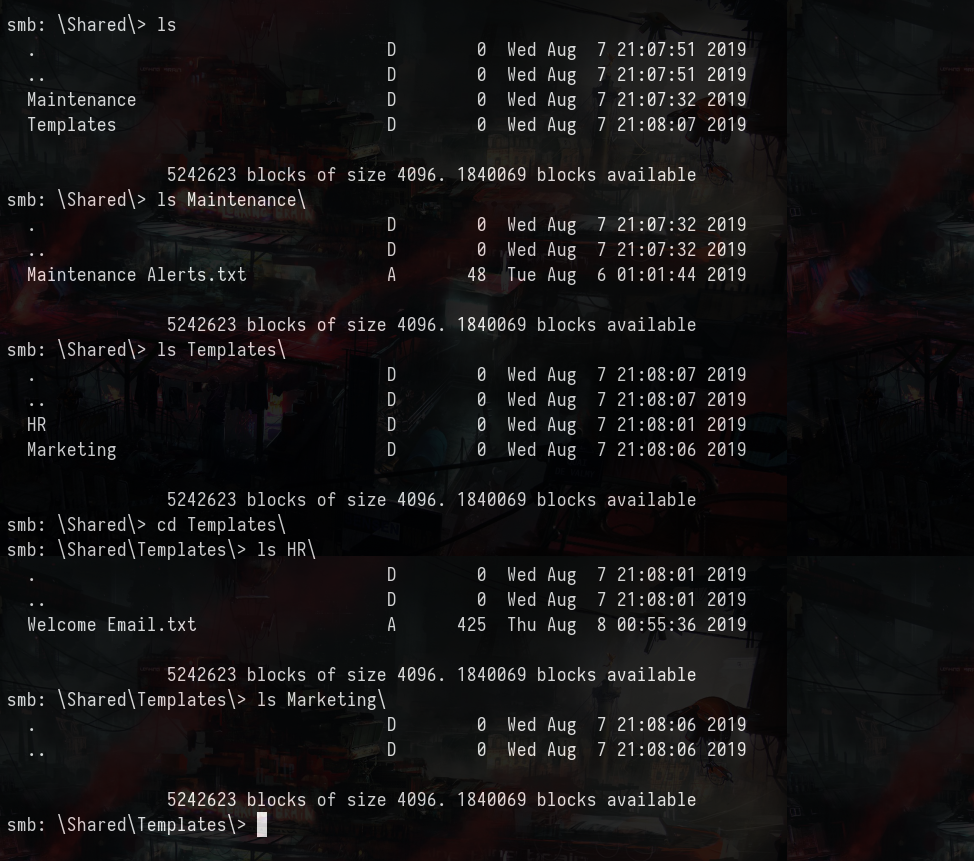 smb: \Shared\> ls
  .                                   D        0  Wed Aug  7 21:07:51 2019
  ..                                  D        0  Wed Aug  7 21:07:51 2019
  Maintenance                         D        0  Wed Aug  7 21:07:32 2019
  Templates                           D        0  Wed Aug  7 21:08:07 2019

                5242623 blocks of size 4096. 1840069 blocks available
smb: \Shared\> ls Maintenance\
  .                                   D        0  Wed Aug  7 21:07:32 2019
  ..                                  D        0  Wed Aug  7 21:07:32 2019
  Maintenance Alerts.txt              A       48  Tue Aug  6 01:01:44 2019

                5242623 blocks of size 4096. 1840069 blocks available
smb: \Shared\> ls Templates\
  .                                   D        0  Wed Aug  7 21:08:07 2019
  ..                                  D        0  Wed Aug  7 21:08:07 2019
  HR                                  D        0  Wed Aug  7 21:08:01 2019
  Marketing                           D        0  Wed Aug  7 21:08:06 2019

                5242623 blocks of size 4096. 1840069 blocks available
smb: \Shared\> cd Templates\
smb: \Shared\Templates\> ls HR\
  .                                   D        0  Wed Aug  7 21:08:01 2019
  ..                                  D        0  Wed Aug  7 21:08:01 2019
  Welcome Email.txt                   A      425  Thu Aug  8 00:55:36 2019

                5242623 blocks of size 4096. 1840069 blocks available
smb: \Shared\Templates\> ls Marketing\
  .                                   D        0  Wed Aug  7 21:08:06 2019
  ..                                  D        0  Wed Aug  7 21:08:06 2019

                5242623 blocks of size 4096. 1840069 blocks available
smb: \Shared\Templates\>